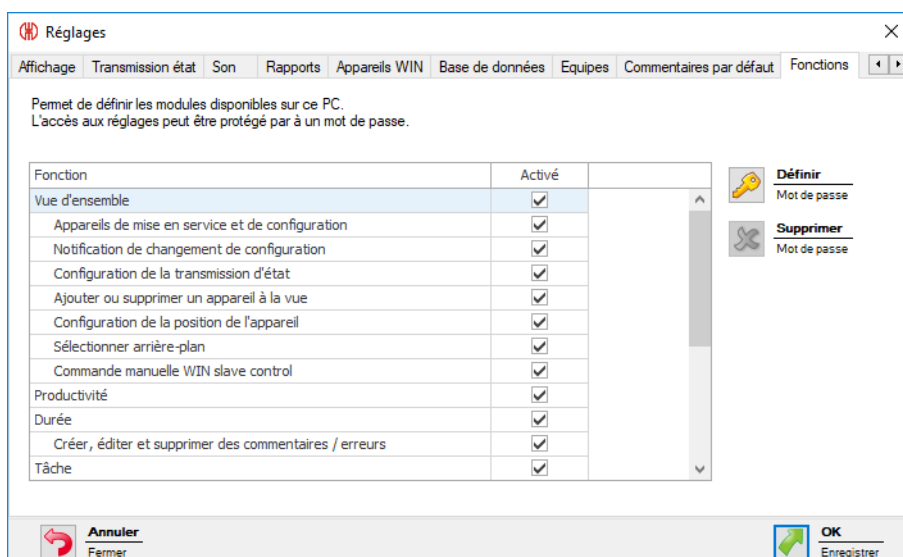 Réglages
Affichage Transmission état Son Rapports Appareils WIN Base de données Equipes Commentaires par défaut Fonctions
Permet de définir les modules disponibles sur ce PC.
L'accès aux réglages peut être protégé par à un mot de passe.
Fonction Activé
Vue d'ensemble
Appareils de mise en service et de configuration
Notification de changement de configuration
Configuration de la transmission d'état
Ajouter ou supprimer un appareil à la vue
Configuration de la position de l'appareil
Sélectionner arrière-plan
Commande manuelle WIN slave control
Productivité
Durée
Créer, éditer et supprimer des commentaires / erreurs
Tâche
Définir
Mot de passe
Supprimer
Mot de passe
Annuler
Fermer
OK
Enregistrer